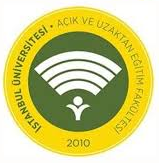 İSTANBUL ÜNİVERSİTESİ • AÇIK VE UZAKTAN EĞİTİM FAKÜLTESİ
2010